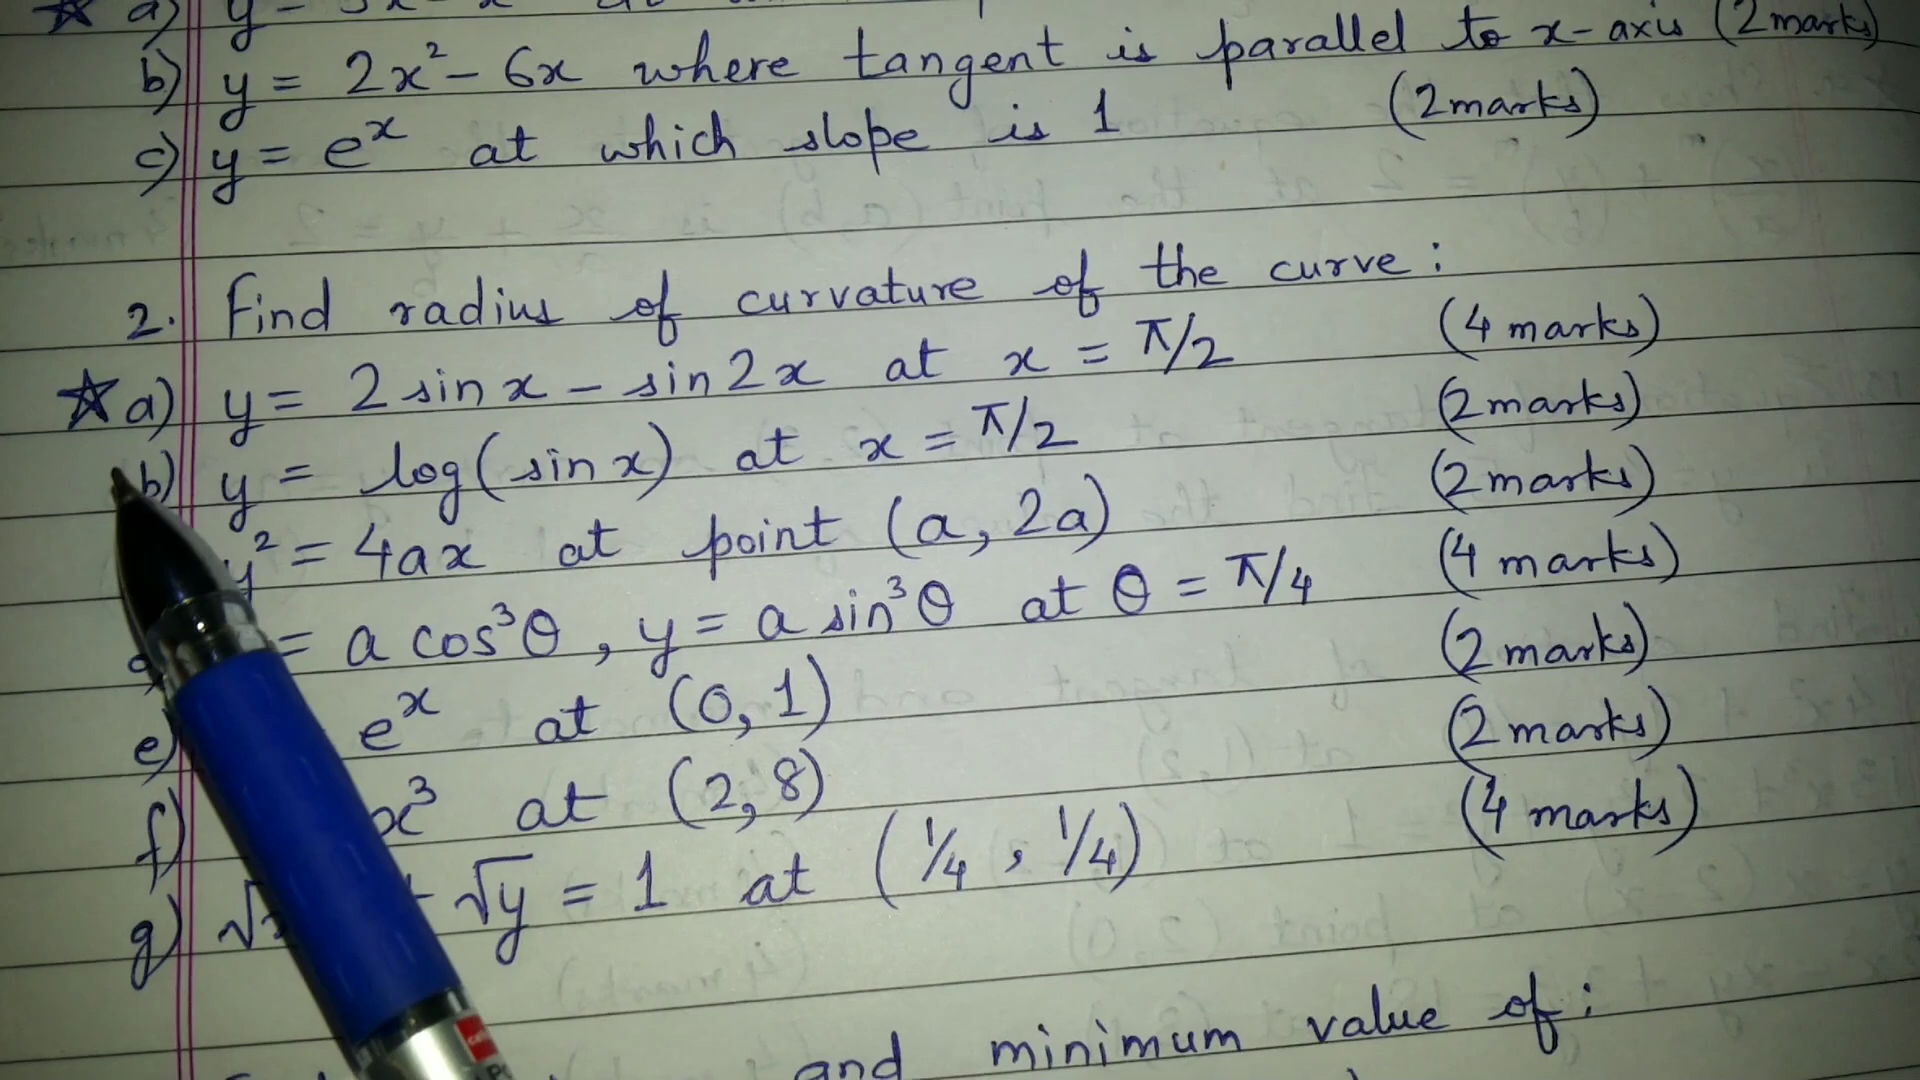 b) y = 2x² - 6x where tangent is parallel to x-axis (2 marks)
c) y = eˣ at which slope is 1 (2 marks)
2. Find radius of curvature of the curve :
☆ a) y = 2 sin x - sin 2x at x = π/2 (4 marks)
b) y = log (sin x) at x = π/2 (2 marks)
y² = 4ax at point (a, 2a) (2 marks)
= a cos³θ , y = a sin³θ at θ = π/4 (4 marks)
e) eˣ at (0, 1) (2 marks)
f) x³ at (2, 8) (2 marks)
g) √y = 1 at (1/4 , 1/4) (4 marks)
and minimum value of :